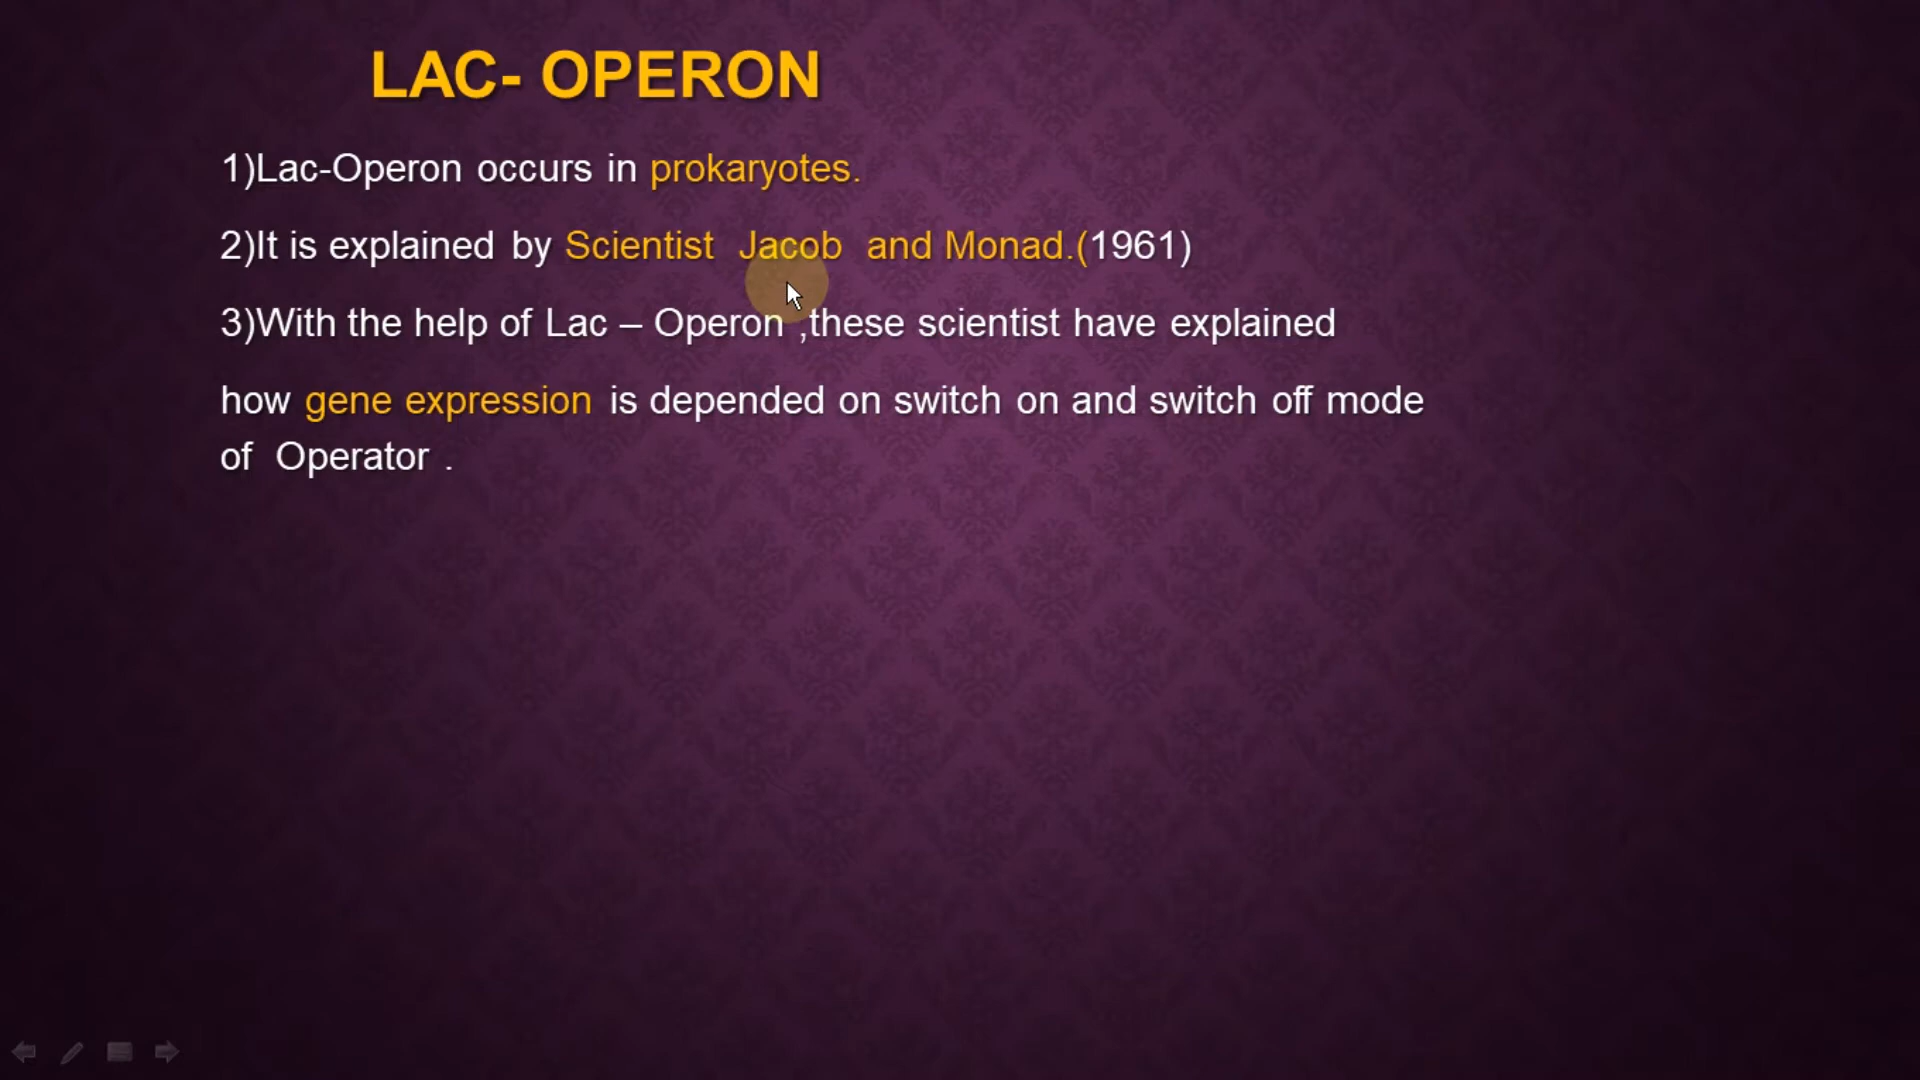 LAC- OPERON
1)Lac-Operon occurs in prokaryotes.
2)It is explained by Scientist Jacob and Monad.(1961)
3)With the help of Lac – Operon ,these scientist have explained
how gene expression is depended on switch on and switch off mode
of Operator .